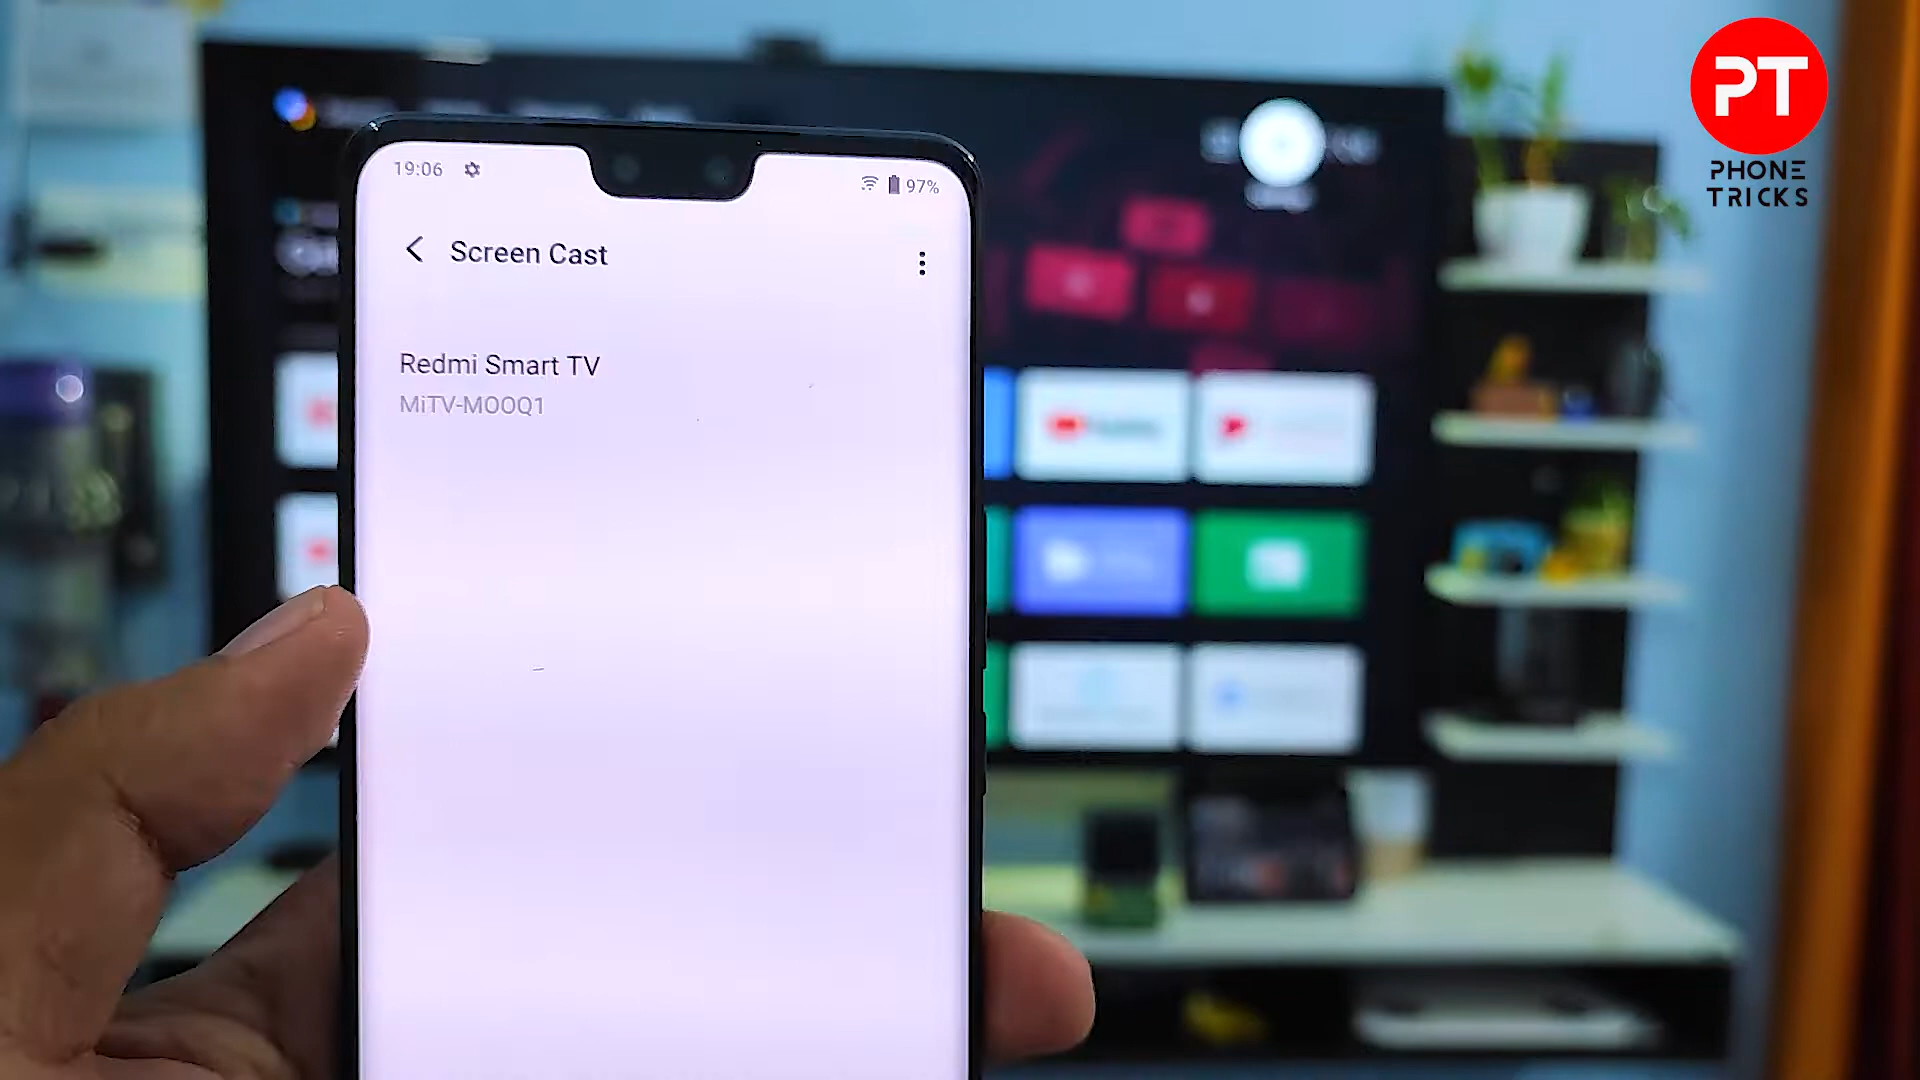 PT
PHONE
TRICKS
19:06
97%
Screen Cast
Redmi Smart TV
MiTV-MOOQ1